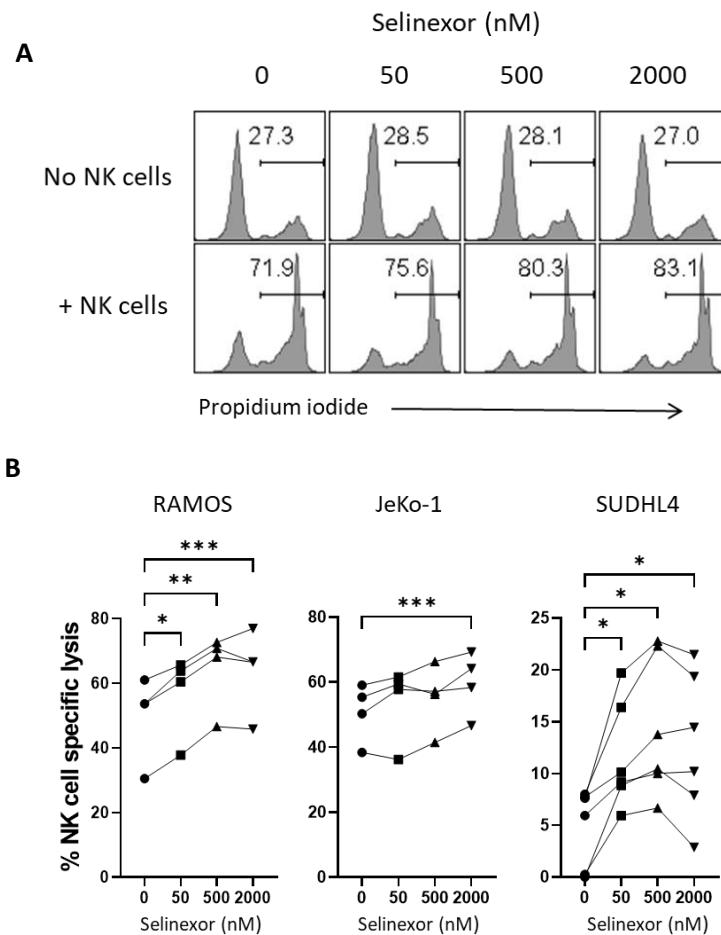 Selinexor (nM)
A
0 50 500 2000
No NK cells
27.3 28.5 28.1 27.0
+ NK cells
71.9 75.6 80.3 83.1
Propidium iodide
B
RAMOS JeKo-1 SUDHL4
*** 
** 
* 
*** 
* 
* 
* 
% NK cell specific lysis
80
60
40
20
0
0 50 500 2000
Selinexor (nM)
80
60
40
20
0
0 50 500 2000
Selinexor (nM)
25
20
15
10
5
0
0 50 500 2000
Selinexor (nM)